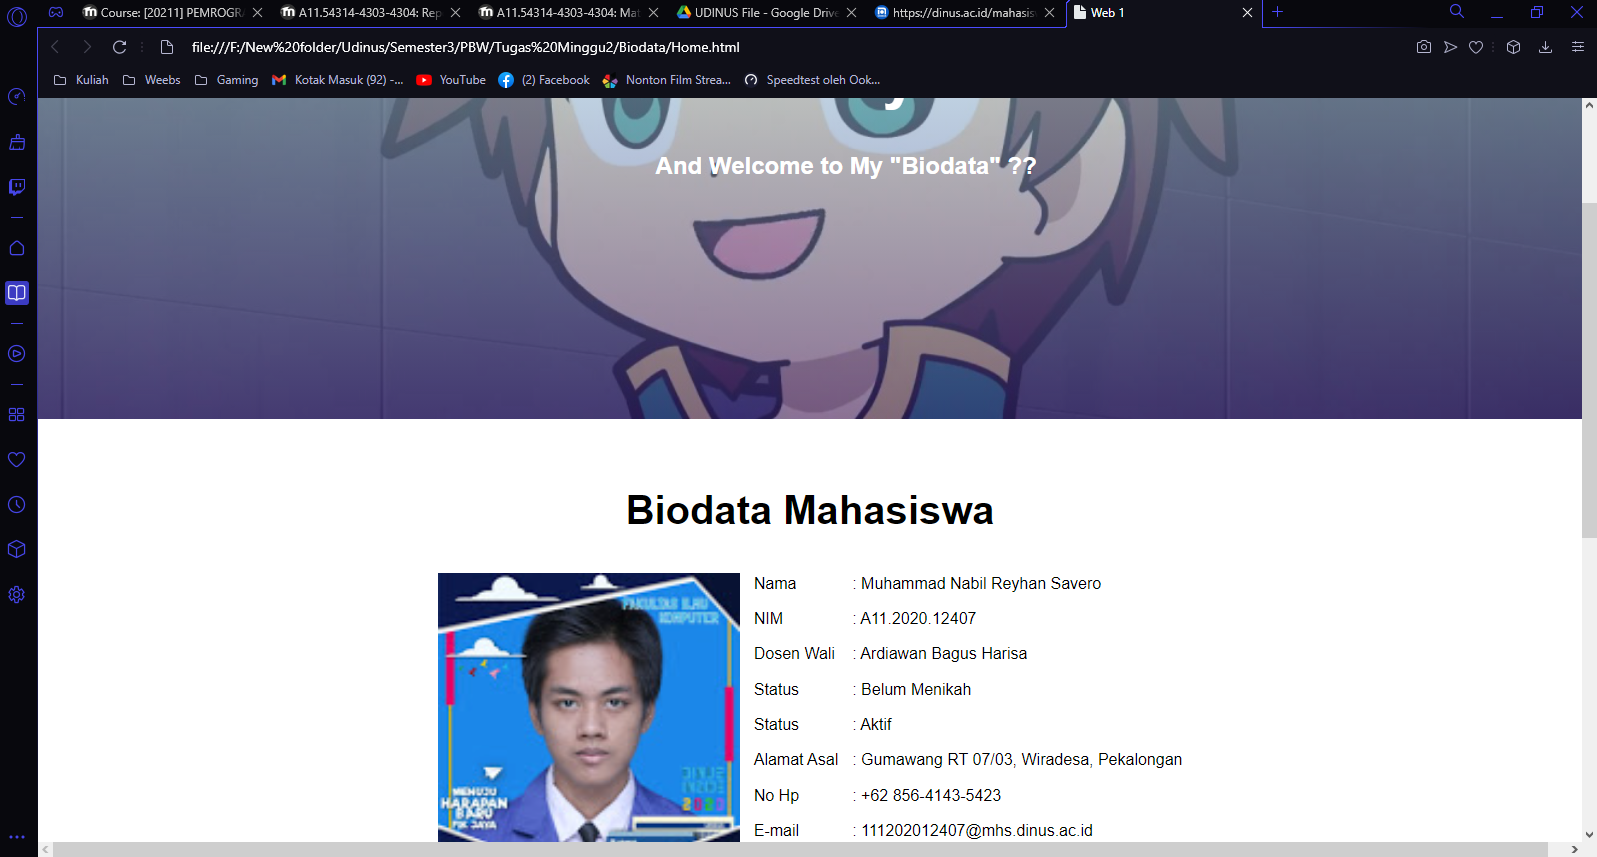 Course: [20211] PEMROGR
A11.54314-4303-4304: Rep
A11.54314-4303-4304: Mat
UDINUS File - Google Drive
https://dinus.ac.id/mahasis
Web 1
file:///F:/New%20folder/Udinus/Semester3/PBW/Tugas%20Minggu2/Biodata/Home.html
Kuliah
Weebs
Gaming
Kotak Masuk (92) -...
YouTube
(2) Facebook
Nonton Film Strea...
Speedtest oleh Ook...
And Welcome to My "Biodata" ??
Biodata Mahasiswa
FAKULTAS ILMU
KOMPUTER
MENUJU
HARAPAN
BARU
FIK JAYA
Nama : Muhammad Nabil Reyhan Savero
NIM : A11.2020.12407
Dosen Wali : Ardiawan Bagus Harisa
Status : Belum Menikah
Status : Aktif
Alamat Asal : Gumawang RT 07/03, Wiradesa, Pekalongan
No Hp : +62 856-4143-5423
E-mail : 111202012407@mhs.dinus.ac.id